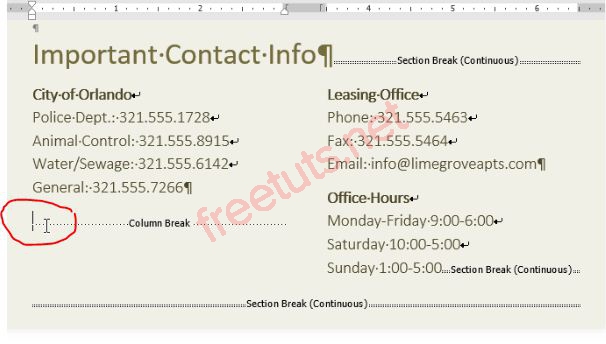 1 2 3 4 5 6
¶
Important·Contact·Info¶ Section Break (Continuous)
City·of·Orlando↵
Police·Dept.:·321.555.1728↵
Animal·Control:·321.555.8915↵
Water/Sewage:·321.555.6142↵
General:·321.555.7266¶
Column Break
Leasing·Office↵
Phone:·321.555.5463↵
Fax:·321.555.5464↵
Email:·info@limegroveapts.com¶
Office·Hours↵
Monday-Friday·9:00-6:00↵
Saturday·10:00-5:00↵
Sunday·1:00-5:00 Section Break (Continuous)
Section Break (Continuous)
freetuts.net